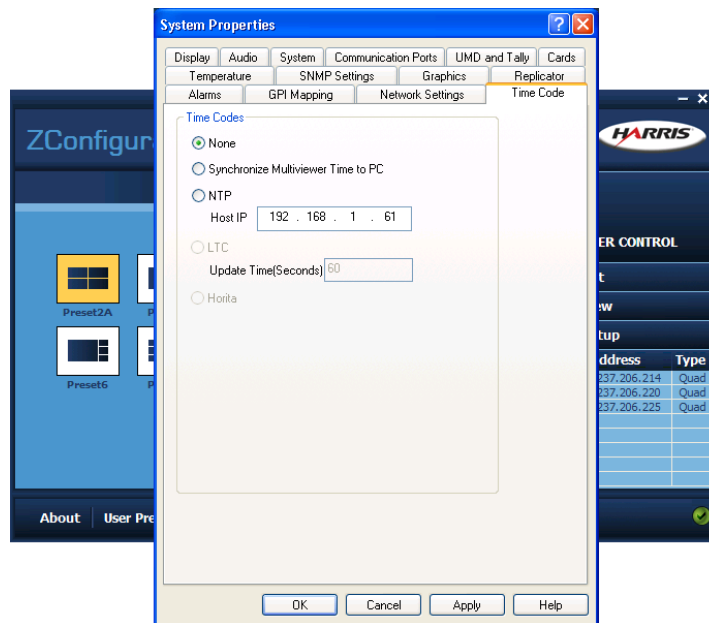 System Properties
Display Audio System Communication Ports UMD and Tally Cards
Temperature SNMP Settings Graphics Replicator
Alarms GPI Mapping Network Settings Time Code
ZConfigur
HARRIS
Time Codes
None
Synchronize Multiviewer Time to PC
NTP
Host IP 192 . 168 . 1 . 61
LTC
Update Time(Seconds) 60
Horita
ER CONTROL
t
ew
tup
ddress Type
237.206.214 Quad
237.206.220 Quad
237.206.225 Quad
Preset2A P
Preset6 P
About User Pre
OK Cancel Apply Help